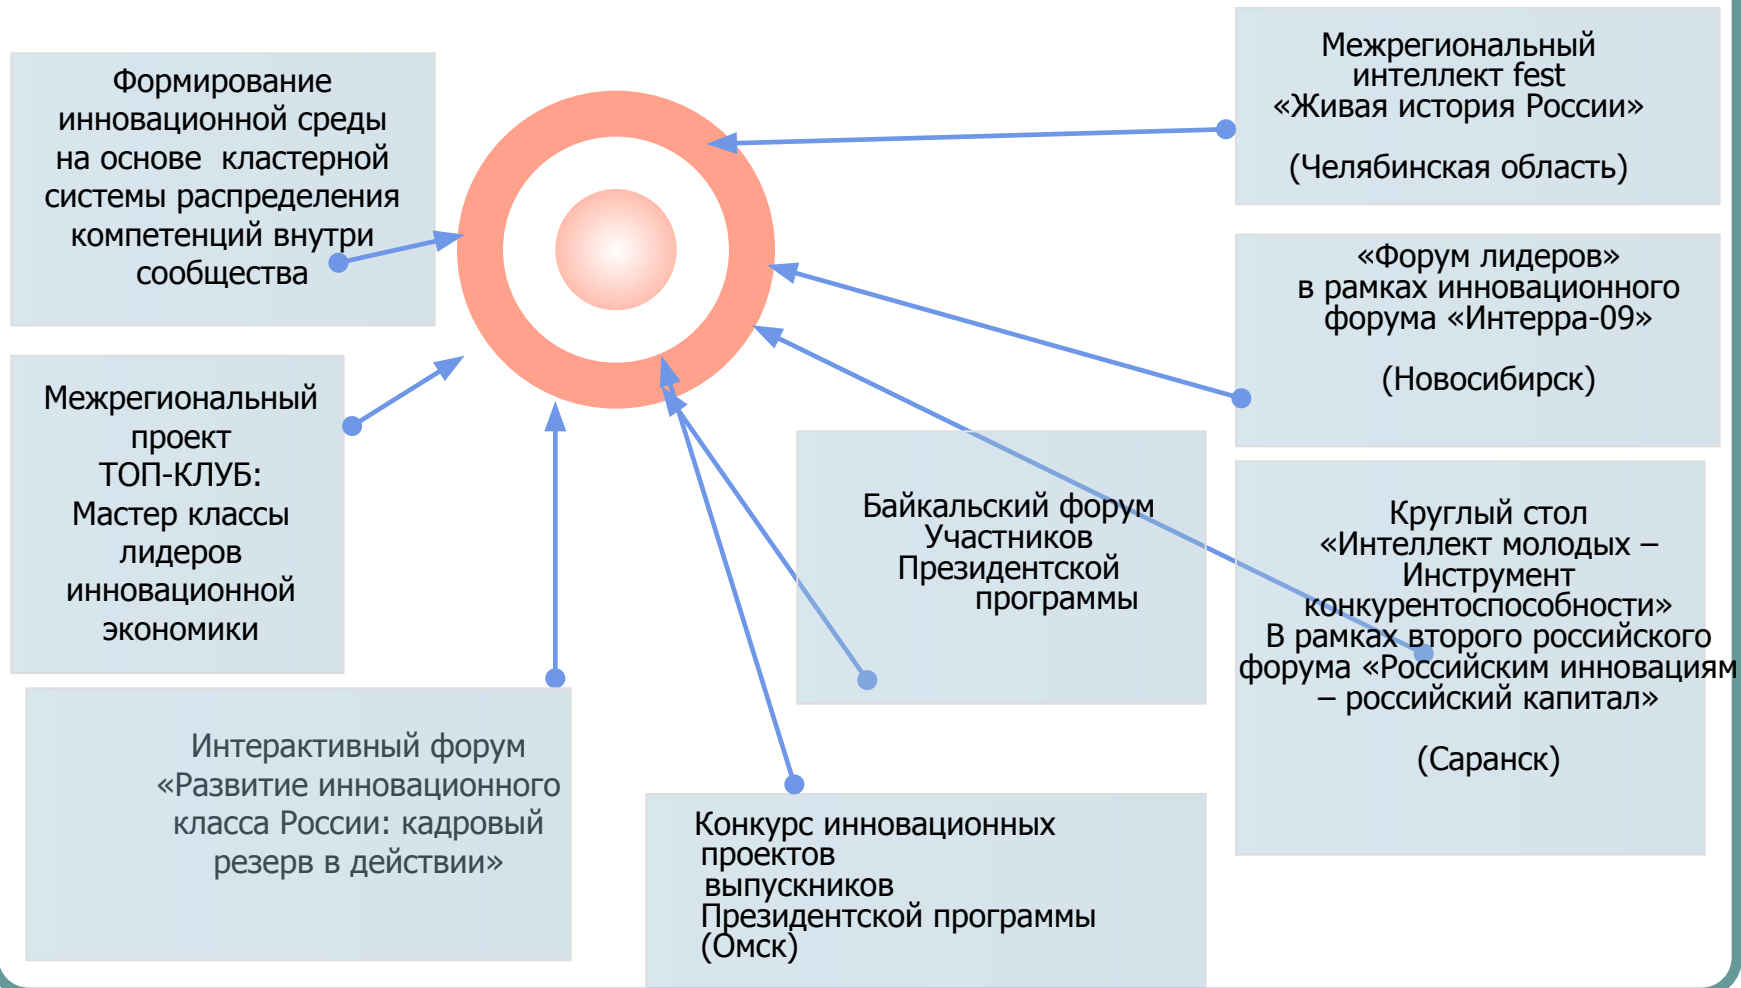 Формирование
инновационной среды
на основе кластерной
системы распределения
компетенций внутри
сообщества
Межрегиональный
проект
ТОП-КЛУБ:
Мастер классы
лидеров
инновационной
экономики
Интерактивный форум
«Развитие инновационного
класса России: кадровый
резерв в действии»
Конкурс инновационных
проектов
выпускников
Президентской программы
(Омск)
Байкальский форум
Участников
Президентской
программы
Межрегиональный
интеллект fest
«Живая история России»
(Челябинская область)
«Форум лидеров»
в рамках инновационного
форума «Интерра-09»
(Новосибирск)
Круглый стол
«Интеллект молодых –
Инструмент
конкурентоспособности»
В рамках второго российского
форума «Российским инновациям
– российский капитал»
(Саранск)